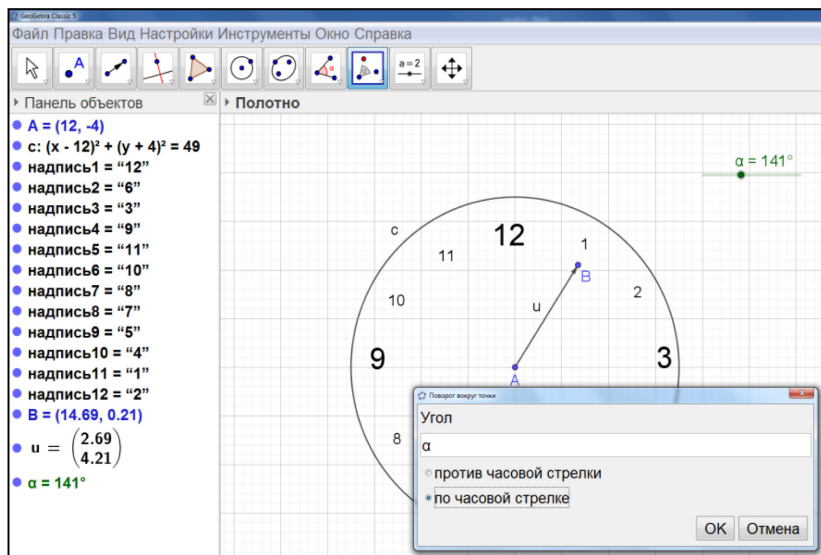 GeoGebra Classic 5
Файл Правка Вид Настройки Инструменты Окно Справка
A
α
a=2
Панель объектов
Полотно
A = (12, -4)
c: (x - 12)² + (y + 4)² = 49
надпись1 = “12”
надпись2 = “6”
надпись3 = “3”
надпись4 = “9”
надпись5 = “11”
надпись6 = “10”
надпись7 = “8”
надпись8 = “7”
надпись9 = “5”
надпись10 = “4”
надпись11 = “1”
надпись12 = “2”
B = (14.69, 0.21)
u = (2.69
4.21)
α = 141°
α = 141°
c
12
1
11
B
2
10
u
9
3
A
8
Поворот вокруг точки
Угол
α
против часовой стрелки
по часовой стрелке
OK Отмена